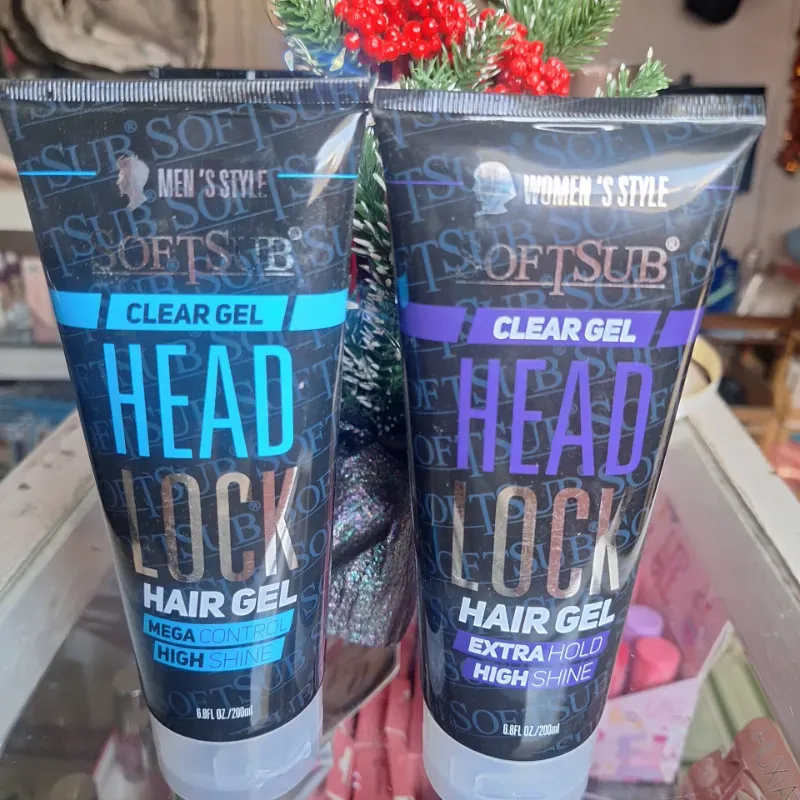 MEN 'S STYLE
SOFTSUB®
CLEAR GEL
HEAD
LOCK
HAIR GEL
MEGA CONTROL
HIGH SHINE
6.8FL OZ./200ml
WOMEN 'S STYLE
SOFTSUB®
CLEAR GEL
HEAD
LOCK
HAIR GEL
EXTRA HOLD
HIGH SHINE
6.8FL OZ./200ml